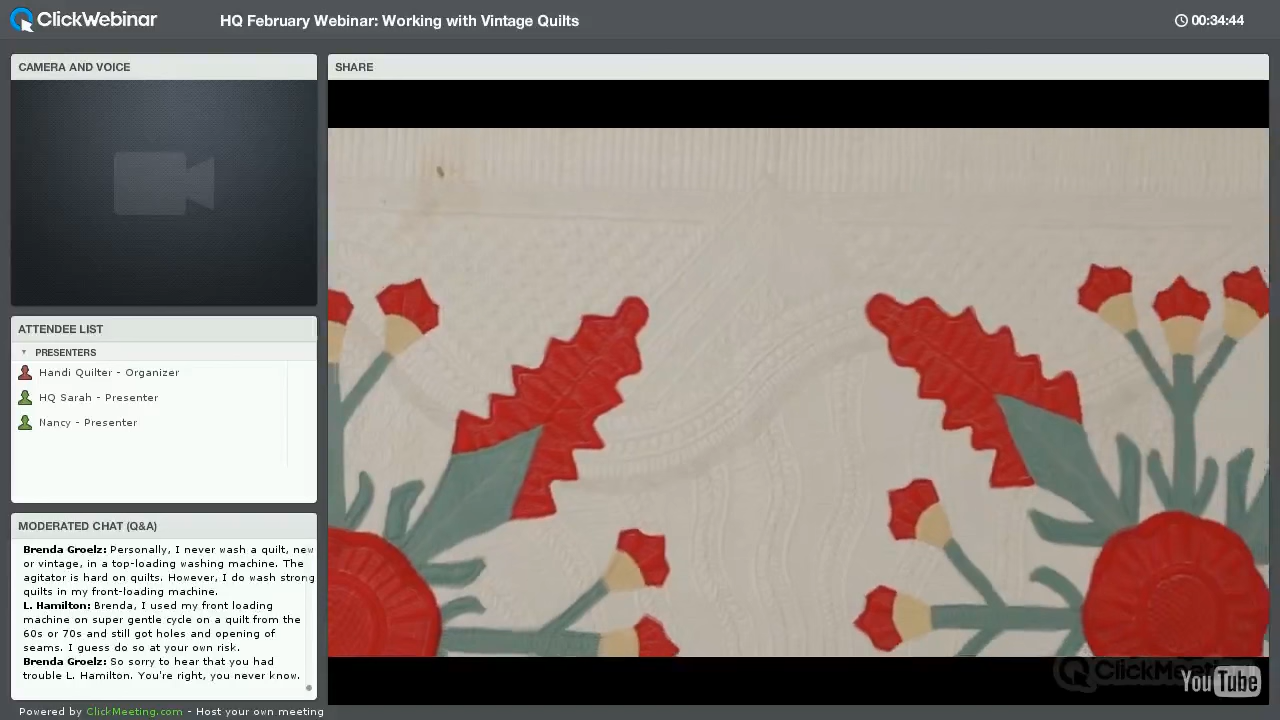 ClickWebinar
HQ February Webinar: Working with Vintage Quilts
00:34:44
CAMERA AND VOICE
SHARE
ATTENDEE LIST
PRESENTERS
Handi Quilter - Organizer
HQ Sarah - Presenter
Nancy - Presenter
MODERATED CHAT (Q&A)
Brenda Groelz: Personally, I never wash a quilt, new
or vintage, in a top-loading washing machine. The
agitator is hard on quilts. However, I do wash strong
quilts in my front-loading machine.
L. Hamilton: Brenda, I used my front loading
machine on super gentle cycle on a quilt from the
60s or 70s and still got holes and opening of
seams. I guess do so at your own risk.
Brenda Groelz: So sorry to hear that you had
trouble L. Hamilton. You're right, you never know.
ClickMeeting
YouTube
Powered by ClickMeeting.com - Host your own meeting